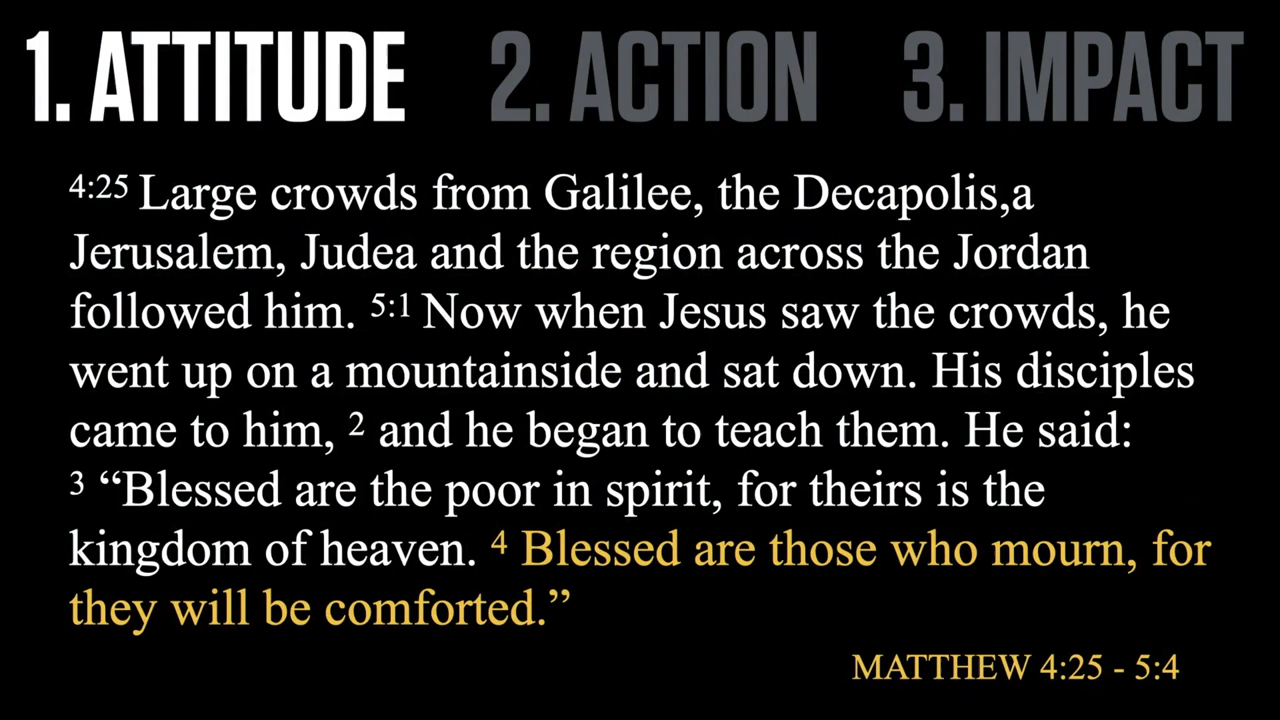 1. ATTITUDE 2. ACTION 3. IMPACT
4:25 Large crowds from Galilee, the Decapolis,a
Jerusalem, Judea and the region across the Jordan
followed him. 5:1 Now when Jesus saw the crowds, he
went up on a mountainside and sat down. His disciples
came to him, 2 and he began to teach them. He said:
3 “Blessed are the poor in spirit, for theirs is the
kingdom of heaven. 4 Blessed are those who mourn, for
they will be comforted.”
MATTHEW 4:25 - 5:4